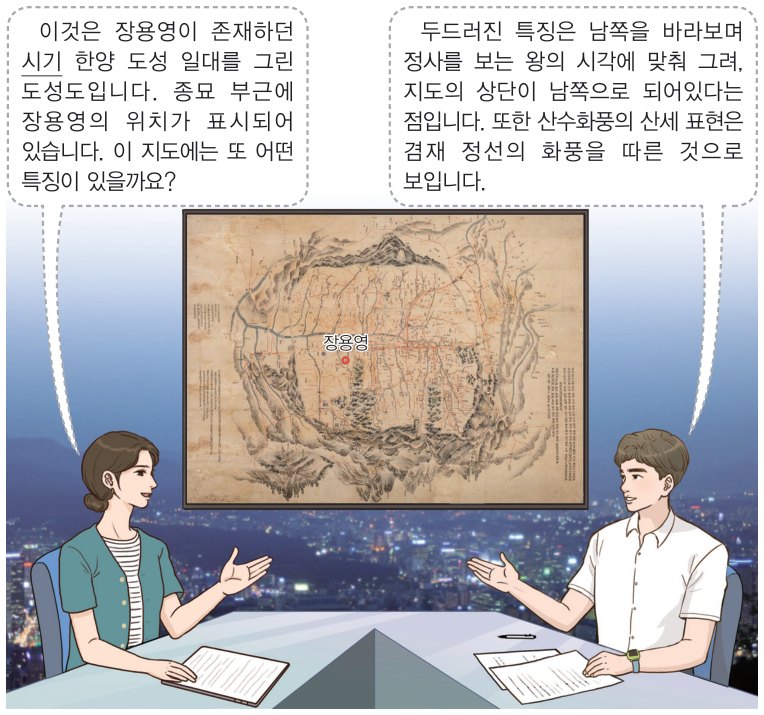 이것은 장용영이 존재하던
시기 한양 도성 일대를 그린
도성도입니다. 종묘 부근에
장용영의 위치가 표시되어
있습니다. 이 지도에는 또 어떤
특징이 있을까요?
두드러진 특징은 남쪽을 바라보며
정사를 보는 왕의 시각에 맞춰 그려,
지도의 상단이 남쪽으로 되어있다는
점입니다. 또한 산수화풍의 산세 표현은
겸재 정선의 화풍을 따른 것으로
보입니다.
장용영